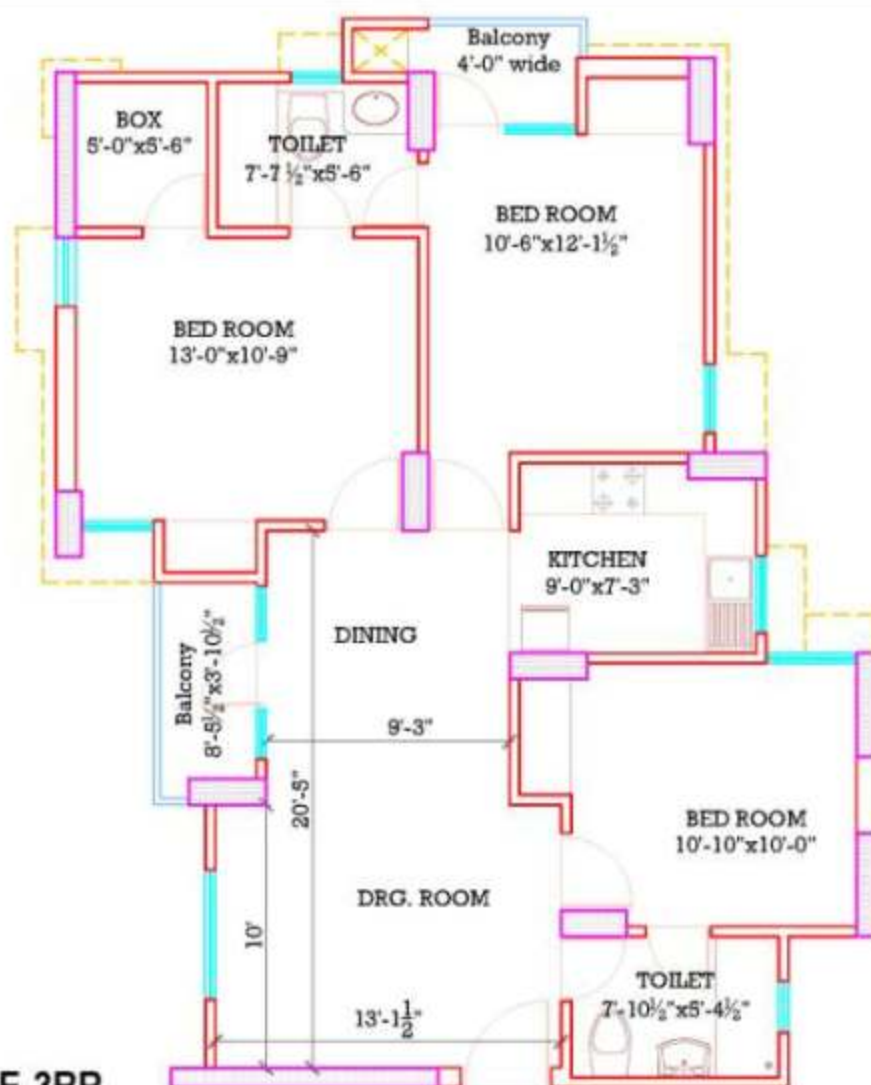 Balcony
4'-0" wide
BOX
5'-0"x5'-6"
TOILET
7'-7½"x5'-6"
BED ROOM
10'-6"x12'-1½"
BED ROOM
13'-0"x10'-9"
KITCHEN
9'-0"x7'-3"
DINING
Balcony
8'-5½"x3'-10½"
9'-3"
20'-5"
BED ROOM
10'-10"x10'-0"
DRG. ROOM
10'
TOILET
7'-10½"x5'-4½"
13'-1½"